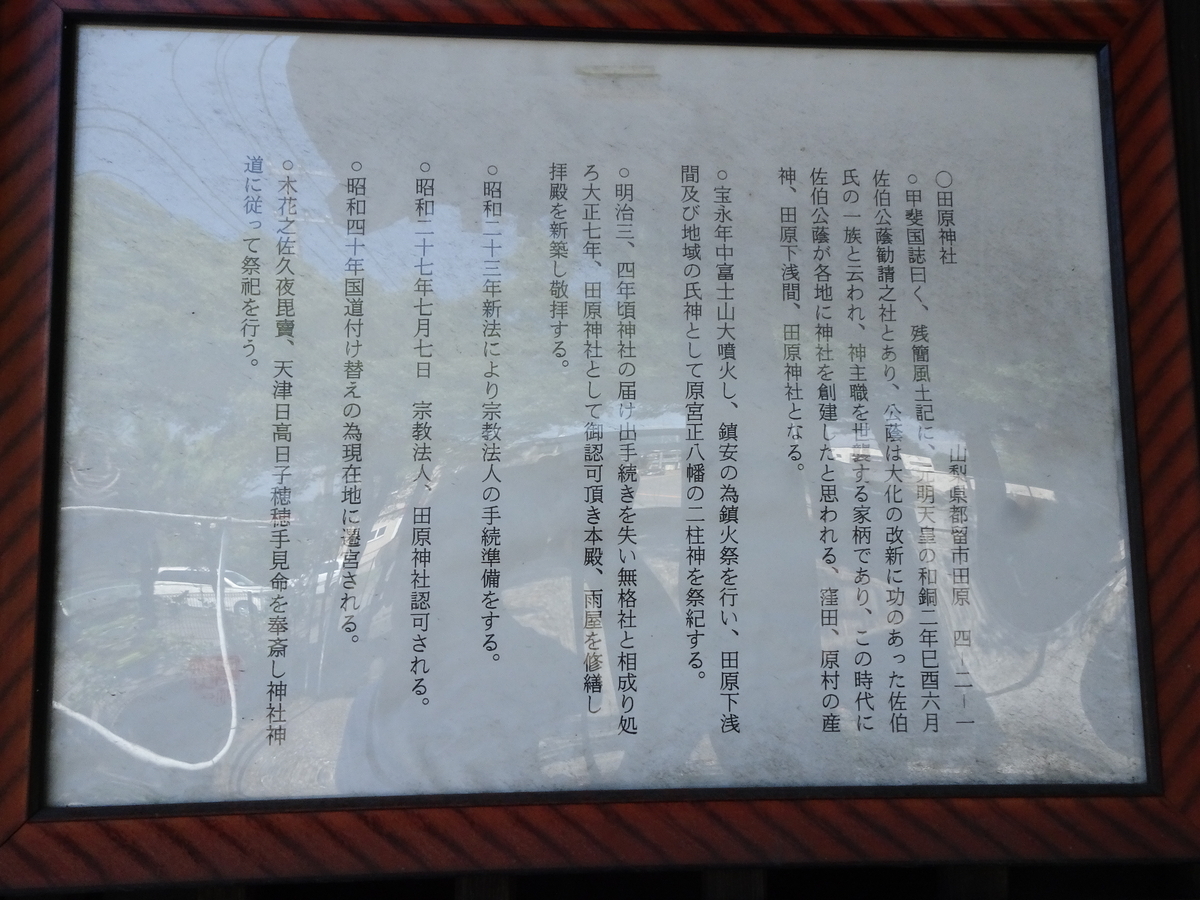 〇田原神社
山梨県都留市田原　四ー二ー一
○甲斐国誌曰く、残簡風土記に、元明天皇の和銅二年巳酉六月
佐伯公蔭勧請之社とあり、公蔭は大化の改新に功のあった佐伯
氏の一族と云われ、神主職を世襲する家柄であり、この時代に
佐伯公蔭が各地に神社を創建したと思われる、窪田、原村の産
神、田原下浅間、田原神社となる。
○宝永年中富士山大噴火し、鎮安の為鎮火祭を行い、田原下浅
間及び地域の氏神として原宮正八幡の二柱神を祭紀する。
○明治三、四年頃神社の届け出手続きを失い無格社と相成り処
ろ大正七年、田原神社として御認可頂き本殿、雨屋を修繕し
拝殿を新築し敬拝する。
○昭和二十三年新法により宗教法人の手続準備をする。
○昭和二十七年七月七日　宗教法人、田原神社認可される。
○昭和四十年国道付け替えの為現在地に遷宮される。
○木花之佐久夜毘賣、天津日高日子穂穂手見命を奉斎し神社神
道に従って祭祀を行う。